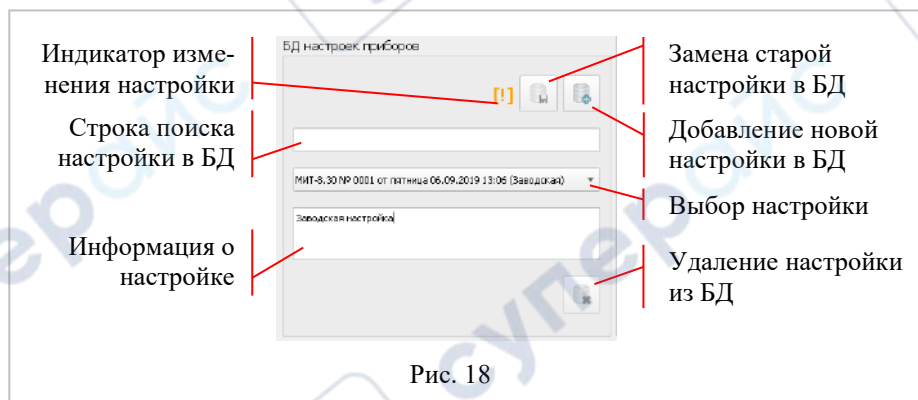 Индикатор изме-
нения настройки
Строка поиска
настройки в БД
Информация о
настройке
БД настроек приборов
[!]
МИТ-8.30 № 0001 от пятница 06.09.2019 13:06 (Заводская)
Заводская настройка
Замена старой
настройки в БД
Добавление новой
настройки в БД
Выбор настройки
Удаление настройки
из БД
Рис. 18